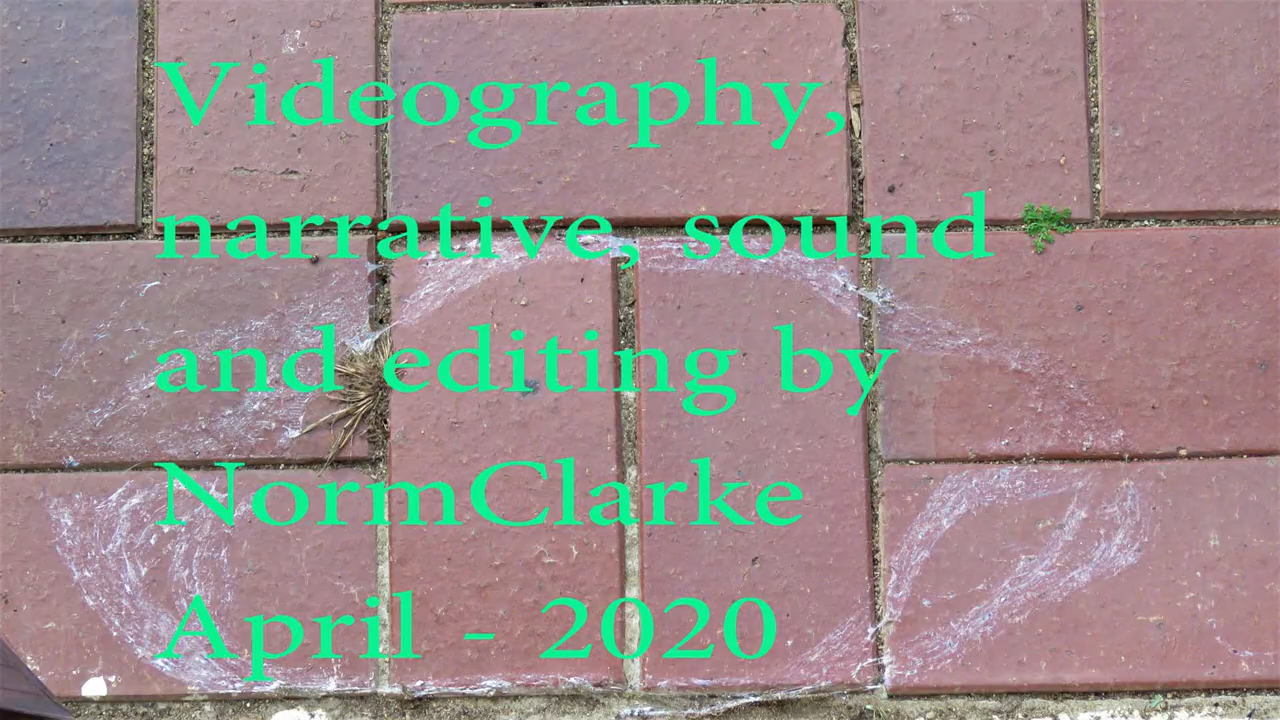 Videography,
narrative, sound
and editing by
NormClarke
April - 2020